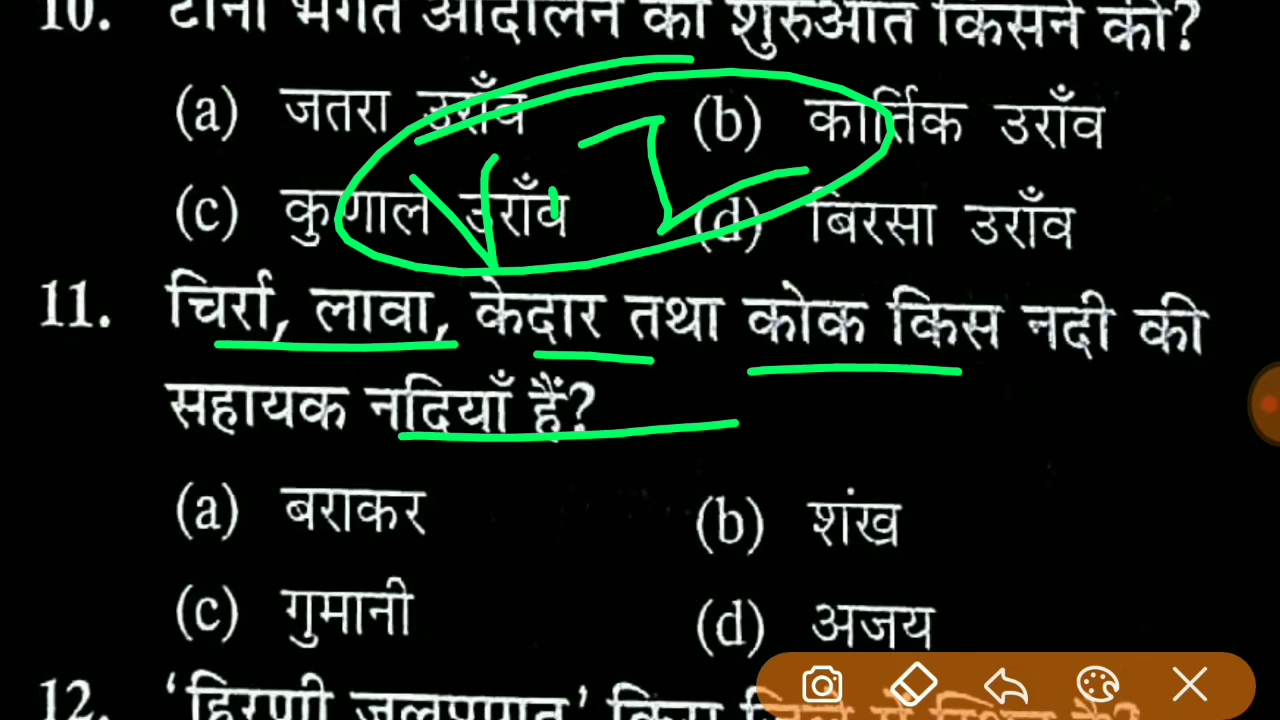 10. टाना भगत आंदोलन की शुरुआत किसने की?
(a) जतरा उराँव (b) कार्तिक उराँव
(c) कुणाल उराँव (d) बिरसा उराँव
V. I
11. चिर्रा, लावा, केदार तथा कोक किस नदी की
सहायक नदियाँ हैं?
(a) बराकर (b) शंख
(c) गुमानी (d) अजय
12. 'हिरणी जलप्रपात' किस जिले में स्थित है?